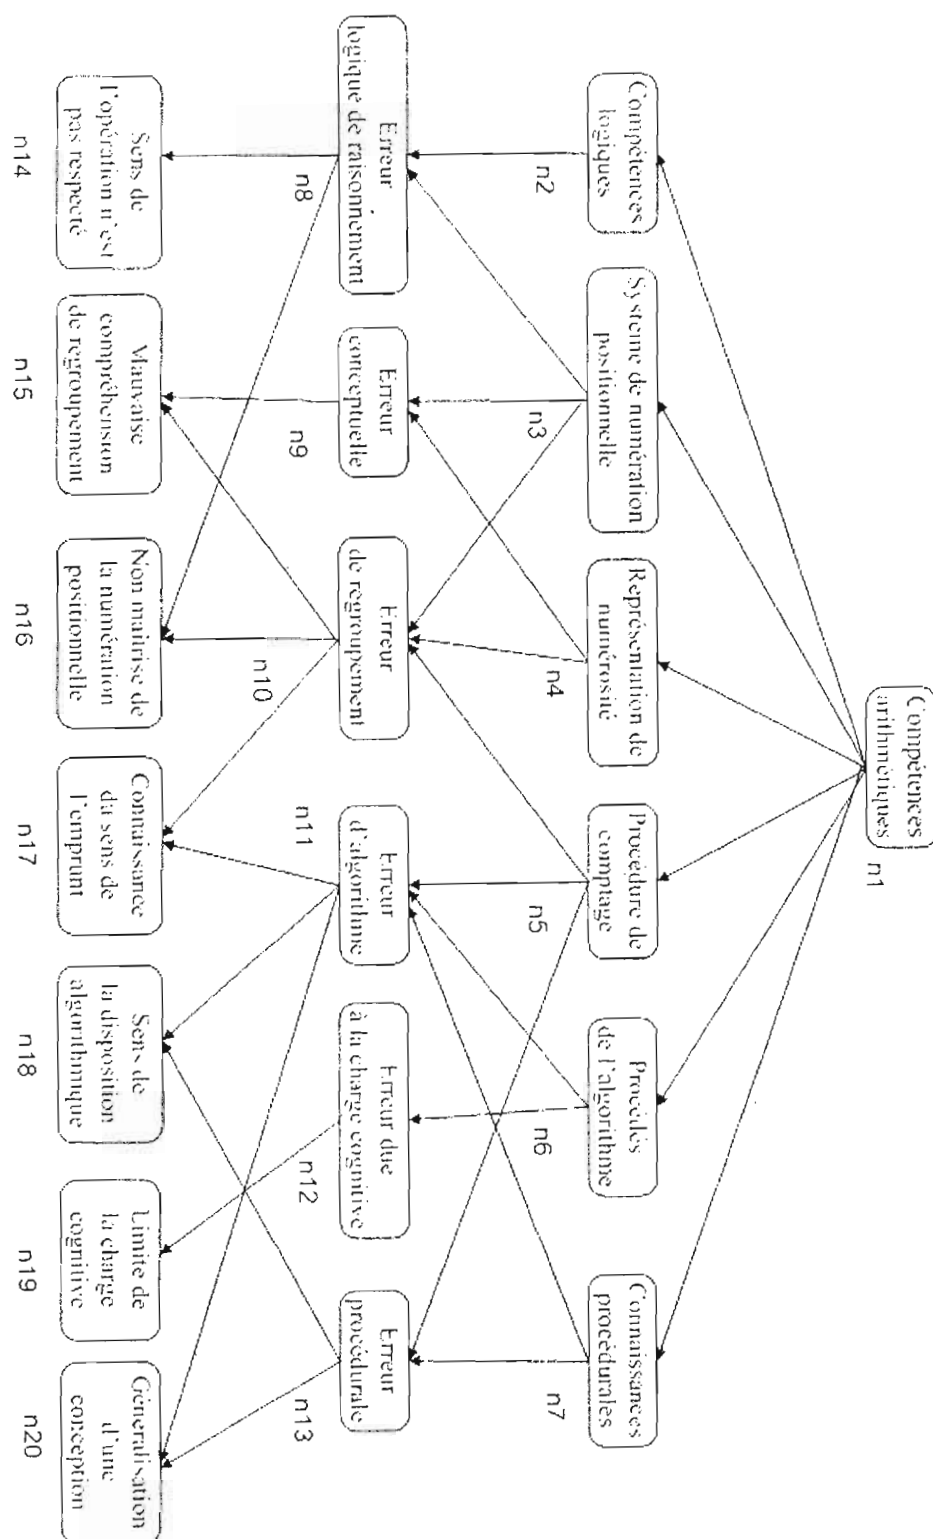 Compétences
arithmétiques
n1
Compétences
logiques
n2
Système de numération
positionnelle
n3
Représentation de
numérosité
n4
Procédure de
comptage
n5
Procédés
de l'algorithme
n6
Connaissances
procédurales
n7
Erreur
logique de raisonnement
n8
Erreur
conceptuelle
n9
Erreur
de regroupement
n10
Erreur
d'algorithme
n11
Erreur due
à la charge cognitive
n12
Erreur
procédurale
n13
Sens de
l'opération n'est
pas respecté
n14
Mauvaise
compréhension
de regroupement
n15
Non maîtrise de
la numération
positionnelle
n16
Connaissance
du sens de
l'emprunt
n17
Sens de
la disposition
algorithmique
n18
Limite de
la charge
cognitive
n19
Généralisation
d'une
conception
n20